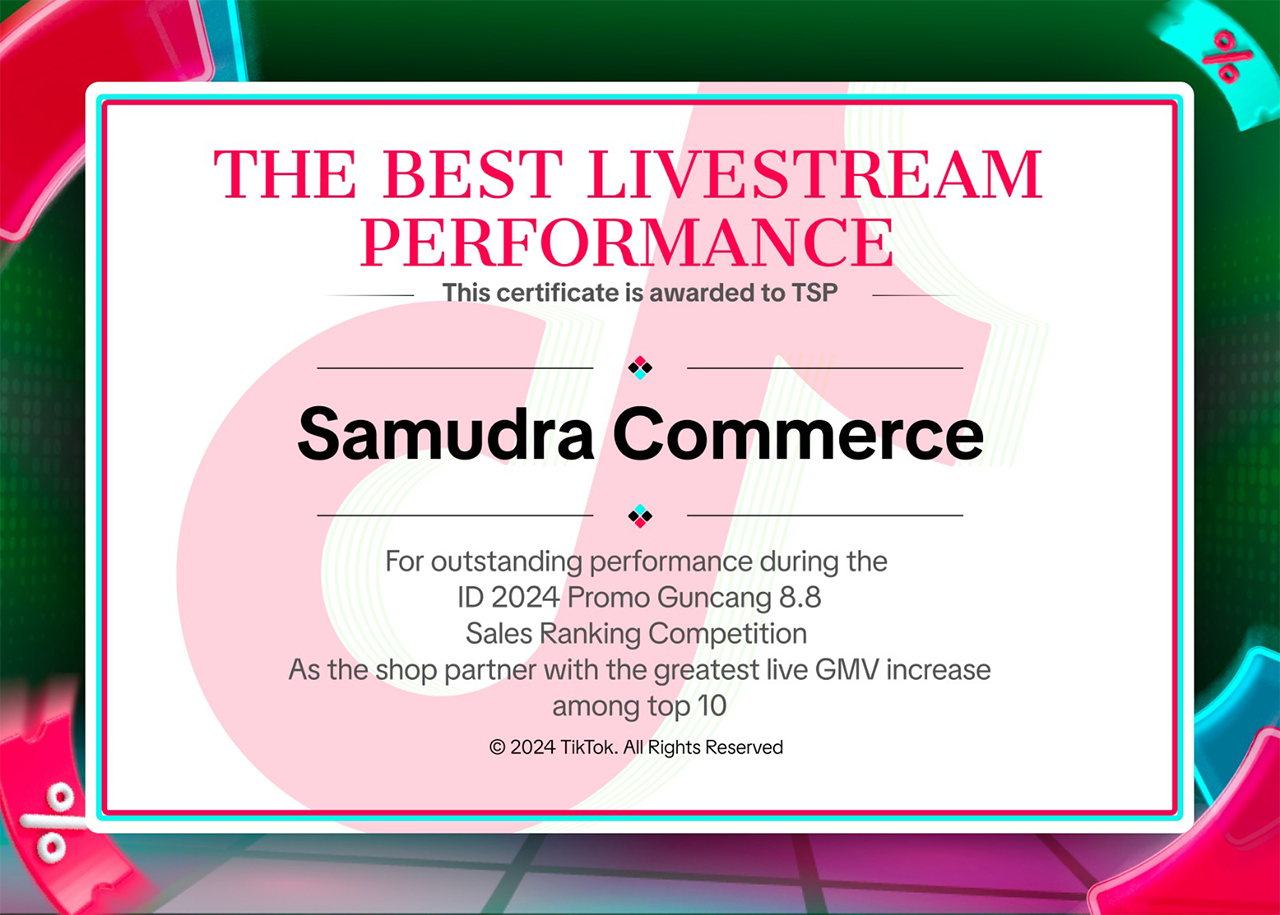 THE BEST LIVESTREAM
PERFORMANCE
This certificate is awarded to TSP
Samudra Commerce
For outstanding performance during the
ID 2024 Promo Guncang 8.8
Sales Ranking Competition
As the shop partner with the greatest live GMV increase
among top 10
© 2024 TikTok. All Rights Reserved
%
%